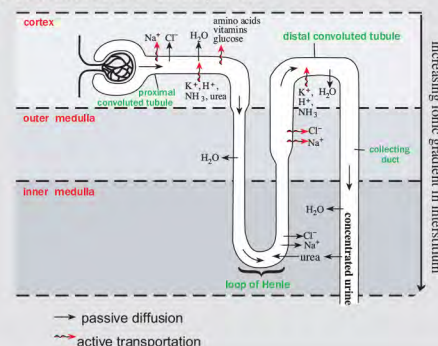 cortex
Na+ Cl-
H2O
amino acids
vitamins
glucose
distal convoluted tubule
proximal
convoluted tubule
K+, H+,
NH3, urea
K+,
H+,
NH3
H2O
outer medulla
Cl-
Na+
collecting
duct
H2O
inner medulla
H2O
Cl-
Na+
urea
concentrated urine
loop of Henle
increasing ionic gradient in interstitium
passive diffusion
active transportation